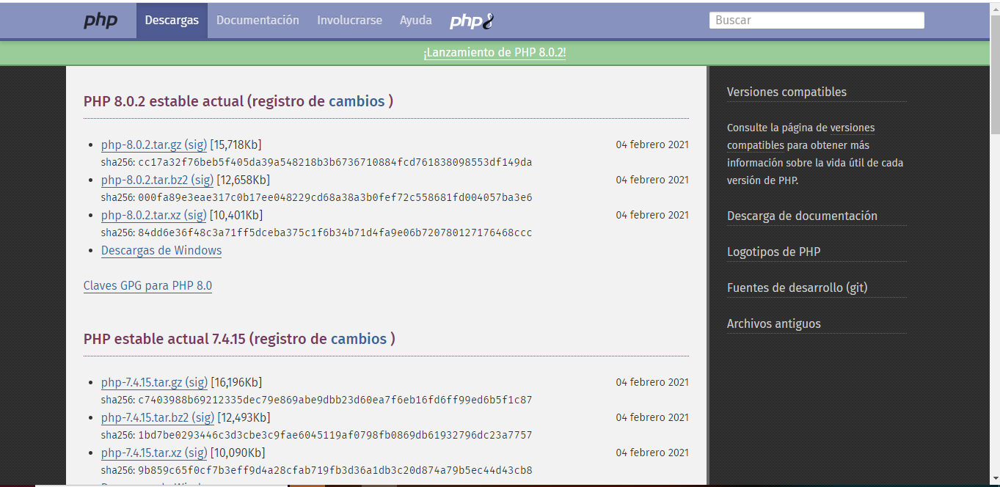 php Descargas Documentación Involucrarse Ayuda php8 Buscar
¡Lanzamiento de PHP 8.0.2!
PHP 8.0.2 estable actual (registro de cambios )
php-8.0.2.tar.gz (sig) [15,718Kb] 04 febrero 2021
sha256: cc17a32f76beb5f405da39a548218b3b6736710884fcd761838098553df149da
php-8.0.2.tar.bz2 (sig) [12,658Kb] 04 febrero 2021
sha256: 000fa89e3eae317c0b17ee048229cd68a38a3b0fef72c558681fd004057ba3e6
php-8.0.2.tar.xz (sig) [10,401Kb] 04 febrero 2021
sha256: 84dd6e36f48c3a71ff5dceba375c1f6b34b71d4fa9e06b720780127176468ccc
Descargas de Windows
Claves GPG para PHP 8.0
PHP estable actual 7.4.15 (registro de cambios )
php-7.4.15.tar.gz (sig) [16,196Kb] 04 febrero 2021
sha256: c7403988b69212335dec79e869abe9dbb23d60ea7f6eb16fd6ff99ed6b5f1c87
php-7.4.15.tar.bz2 (sig) [12,493Kb] 04 febrero 2021
sha256: 1bd7be0293446c3d3cbe3c9fae6045119af0798fb0869db61932796dc23a7757
php-7.4.15.tar.xz (sig) [10,090Kb] 04 febrero 2021
sha256: 9b859c65f0cf7b3eff9d4a28cfab719fb3d36a1db3c20d874a79b5ec44d43cb8
Versiones compatibles
Consulte la página de versiones
compatibles para obtener más
información sobre la vida útil de cada
versión de PHP.
Descarga de documentación
Logotipos de PHP
Fuentes de desarrollo (git)
Archivos antiguos